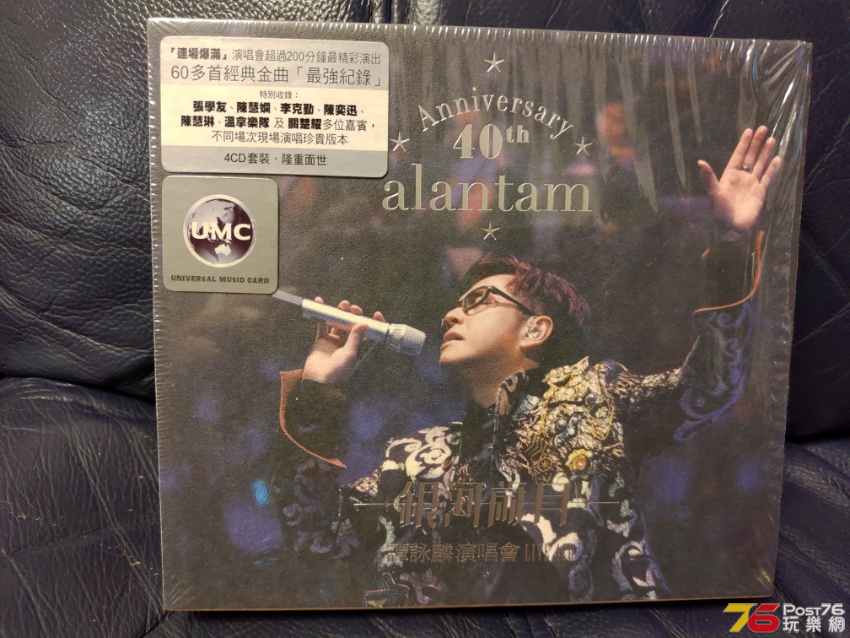 『連場爆滿』演唱會超過200分鐘最精彩演出
60多首經典金曲「最強紀錄」
特別收錄：
張學友、陳慧嫻、李克勤、陳奕迅、
陳慧琳、溫拿樂隊 及 關楚耀多位嘉賓，
不同場次現場演唱珍貴版本
4CD套裝．隆重面世
UMC
UNIVERSAL MUSIC CARD
Anniversary
40th
alantam
銀河歲月
譚詠麟演唱會 LIVE
76 Post76
玩樂網